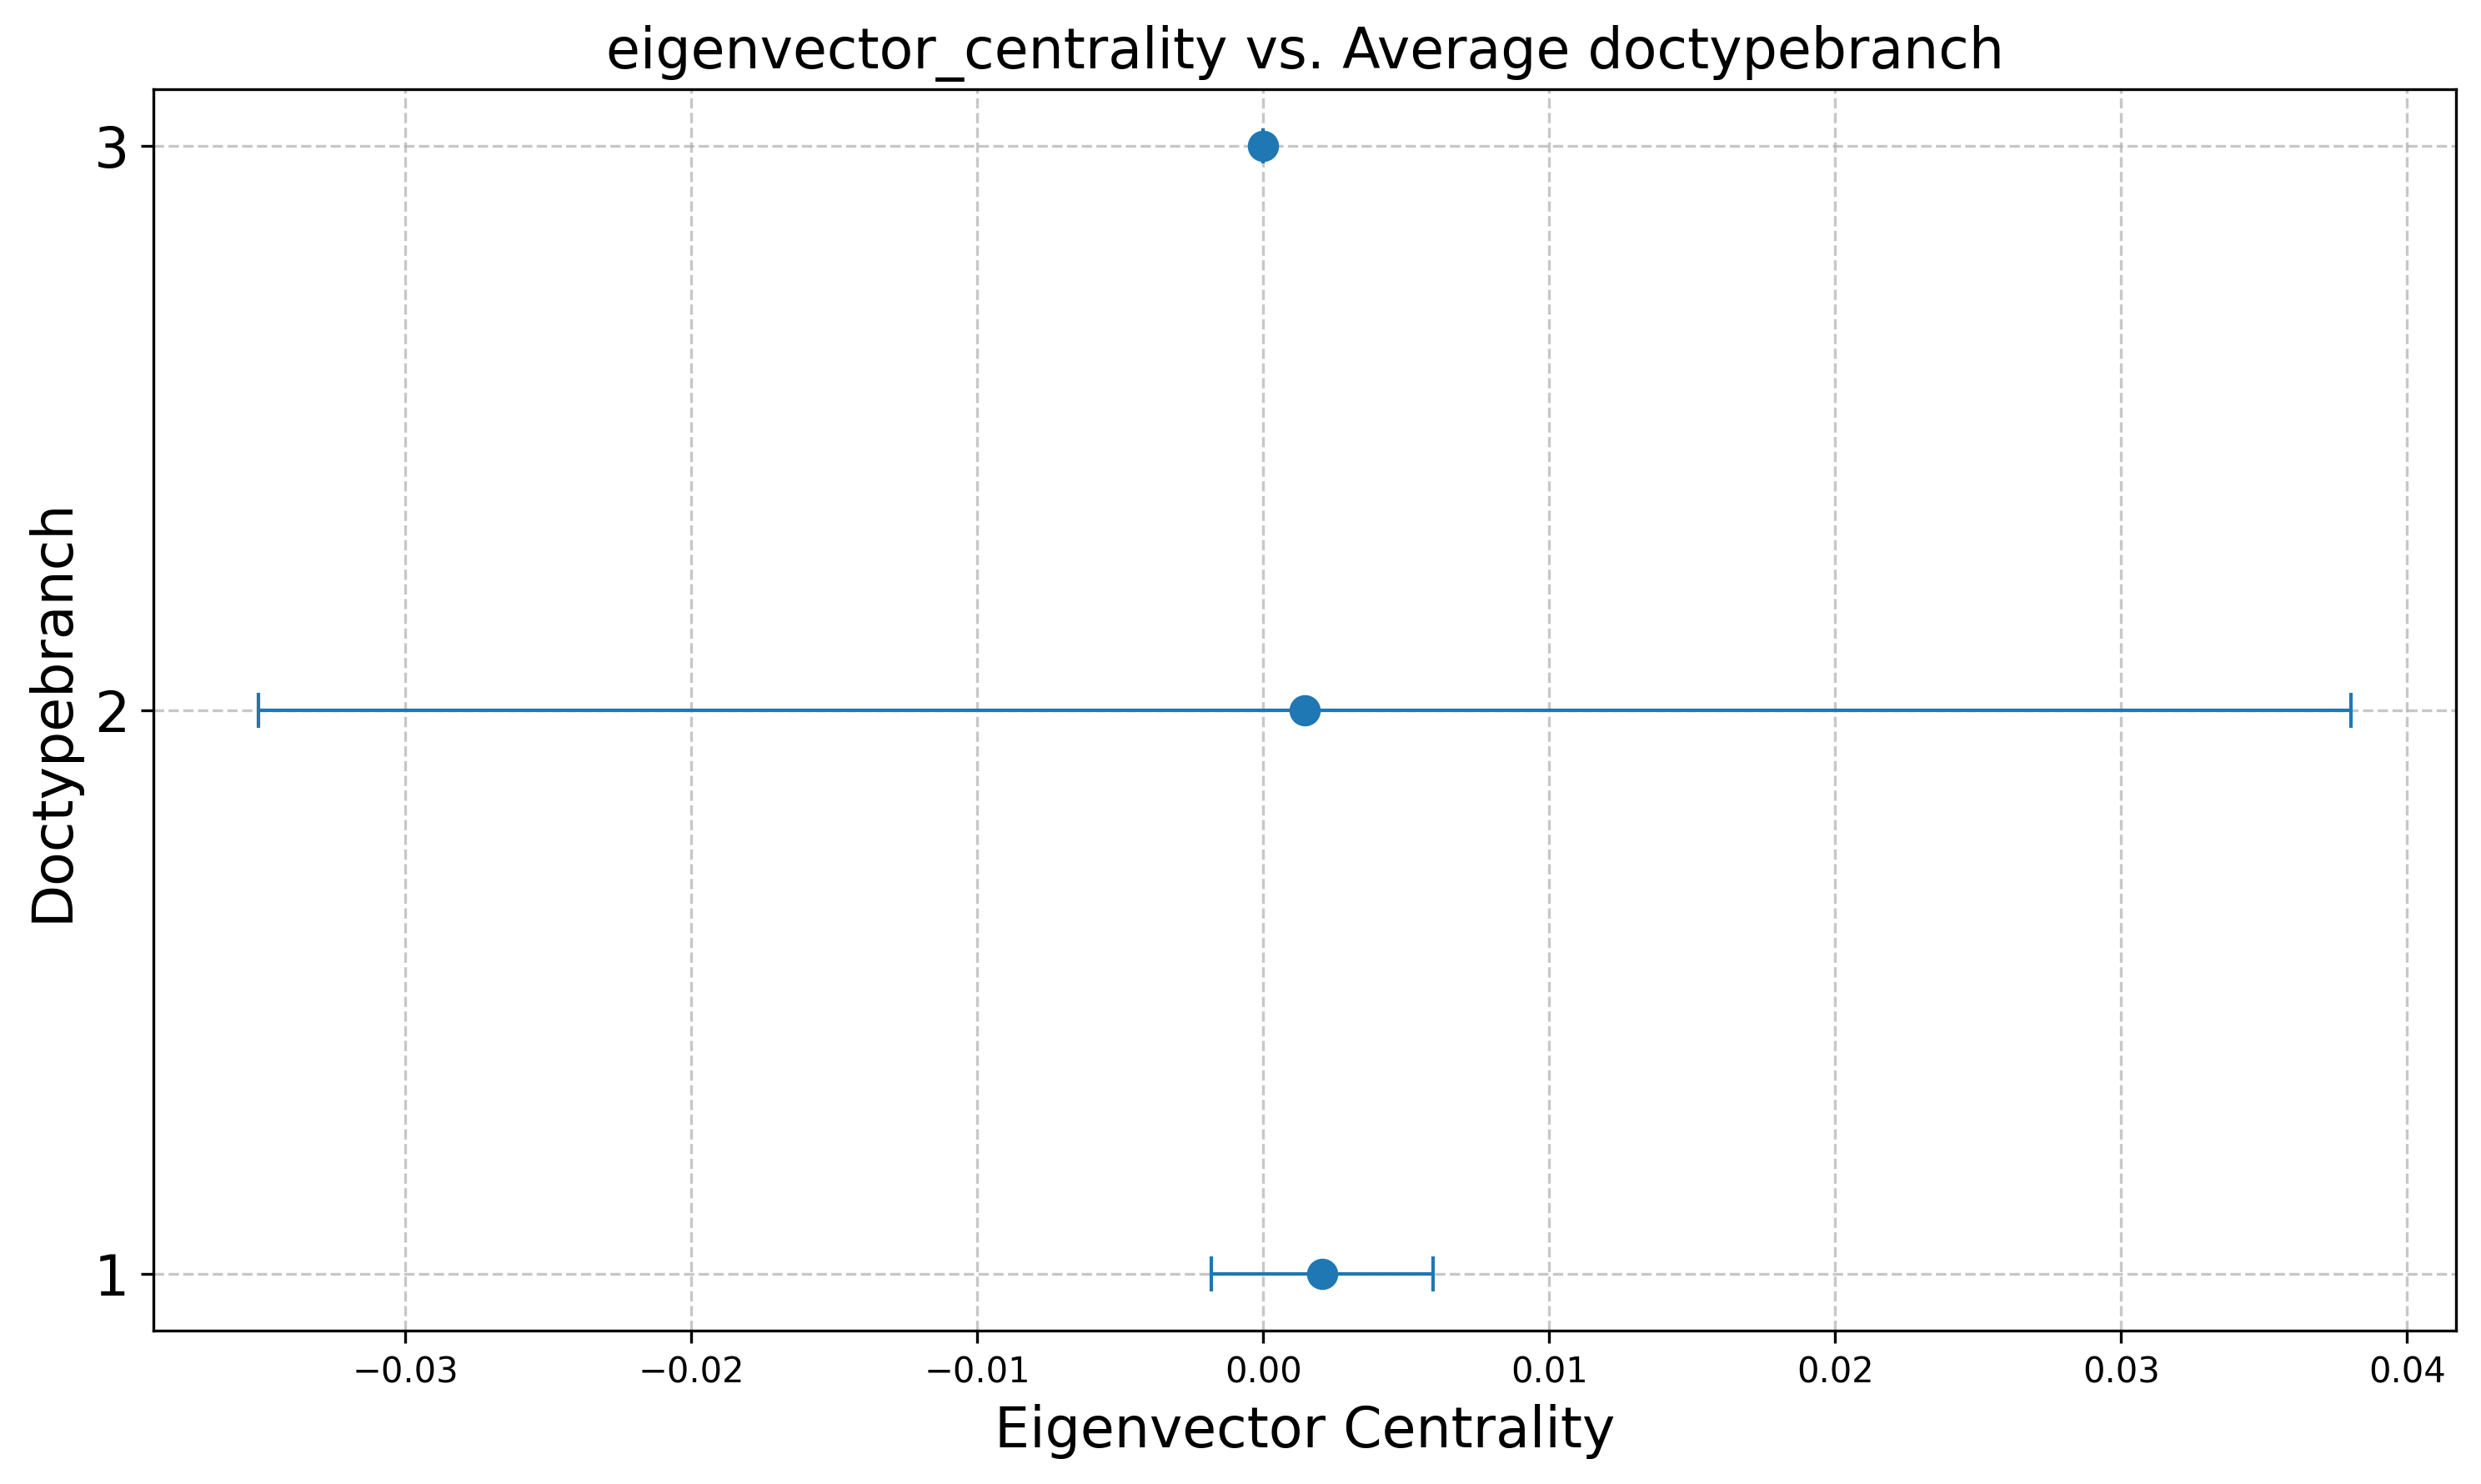 eigenvector_centrality vs. Average doctypebranch
3
2
1
Doctypebranch
−0.03 −0.02 −0.01 0.00 0.01 0.02 0.03 0.04
Eigenvector Centrality